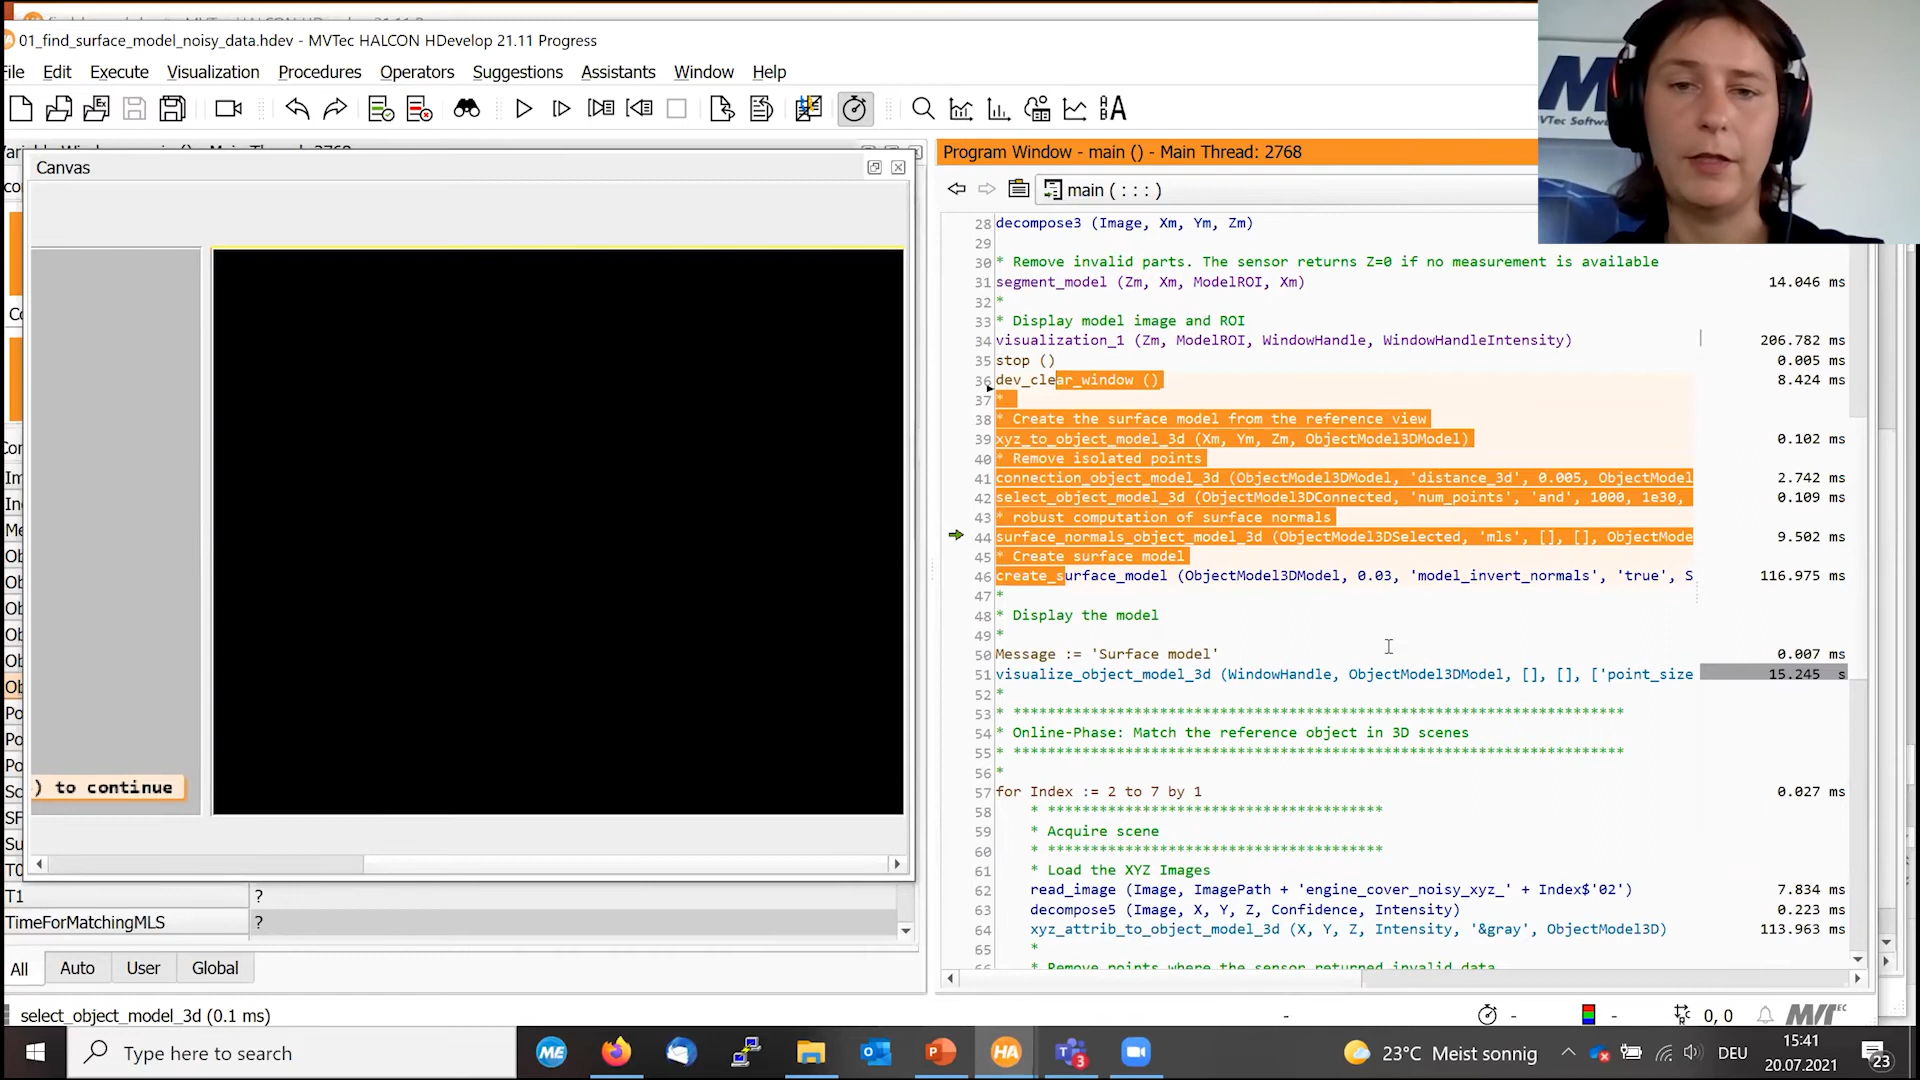 01_find_surface_model_noisy_data.hdev - MVTec HALCON HDevelop 21.11 Progress
File Edit Execute Visualization Procedures Operators Suggestions Assistants Window Help
Canvas
) to continue
T1 ?
TimeForMatchingMLS ?
All Auto User Global
select_object_model_3d (0.1 ms)
Program Window - main () - Main Thread: 2768
main ( : : : )
28 decompose3 (Image, Xm, Ym, Zm)
29
30 * Remove invalid parts. The sensor returns Z=0 if no measurement is available
31 segment_model (Zm, Xm, ModelROI, Xm) 14.046 ms
32 *
33 * Display model image and ROI
34 visualization_1 (Zm, ModelROI, WindowHandle, WindowHandleIntensity) 206.782 ms
35 stop () 0.005 ms
36 dev_clear_window () 8.424 ms
37 *
38 * Create the surface model from the reference view
39 xyz_to_object_model_3d (Xm, Ym, Zm, ObjectModel3DModel) 0.102 ms
40 * Remove isolated points
41 connection_object_model_3d (ObjectModel3DModel, 'distance_3d', 0.005, ObjectModel 2.742 ms
42 select_object_model_3d (ObjectModel3DConnected, 'num_points', 'and', 1000, 1e30, 0.109 ms
43 * robust computation of surface normals
44 surface_normals_object_model_3d (ObjectModel3DSelected, 'mls', [], [], ObjectMode 9.502 ms
45 * Create surface model
46 create_surface_model (ObjectModel3DModel, 0.03, 'model_invert_normals', 'true', S 116.975 ms
47 *
48 * Display the model
49 *
50 Message := 'Surface model' 0.007 ms
51 visualize_object_model_3d (WindowHandle, ObjectModel3DModel, [], [], ['point_size 15.245 s
52 *
53 * ***********************************************************************
54 * Online-Phase: Match the reference object in 3D scenes
55 * ***********************************************************************
56 *
57 for Index := 2 to 7 by 1 0.027 ms
58 * ***************************************
59 * Acquire scene
60 * ***************************************
61 * Load the XYZ Images
62 read_image (Image, ImagePath + 'engine_cover_noisy_xyz_' + Index$'02') 7.834 ms
63 decompose5 (Image, X, Y, Z, Confidence, Intensity) 0.223 ms
64 xyz_attrib_to_object_model_3d (X, Y, Z, Intensity, '&gray', ObjectModel3D) 113.963 ms
65 *
66 * Remove points where the sensor returned invalid data
- - 0, 0
Type here to search
23°C Meist sonnig
DEU
15:41
20.07.2021
23